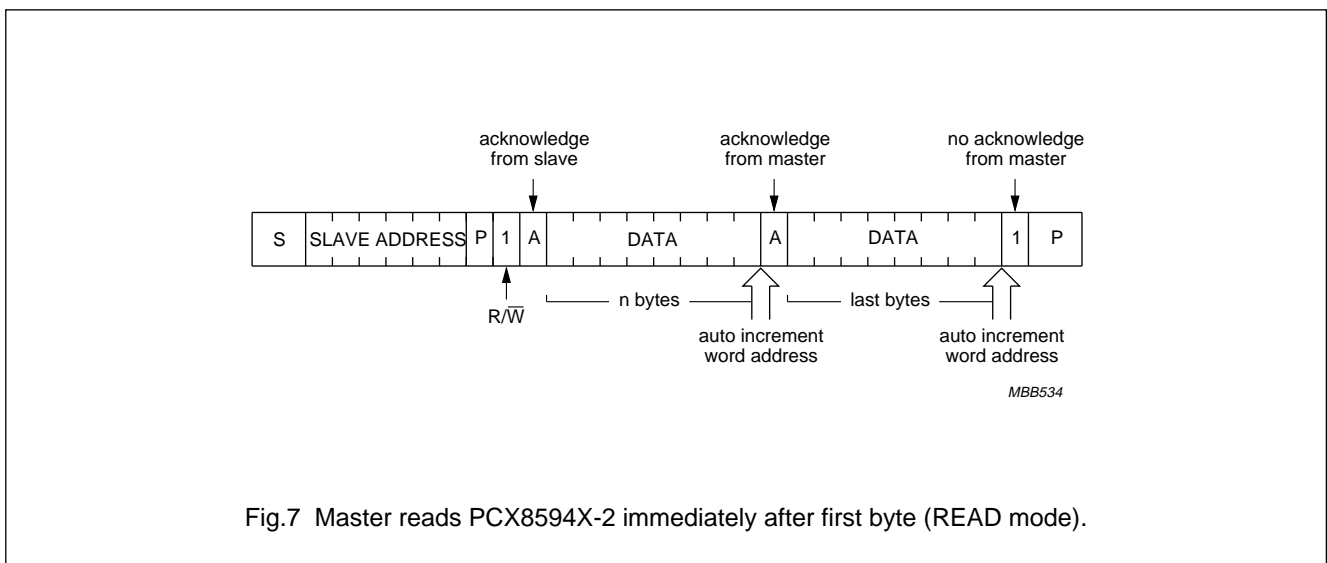 acknowledge
from slave
acknowledge
from master
no acknowledge
from master
S SLAVE ADDRESS P 1 A DATA A DATA 1 P
R/W̅
n bytes
last bytes
auto increment
word address
auto increment
word address
MBB534
Fig.7 Master reads PCX8594X-2 immediately after first byte (READ mode).